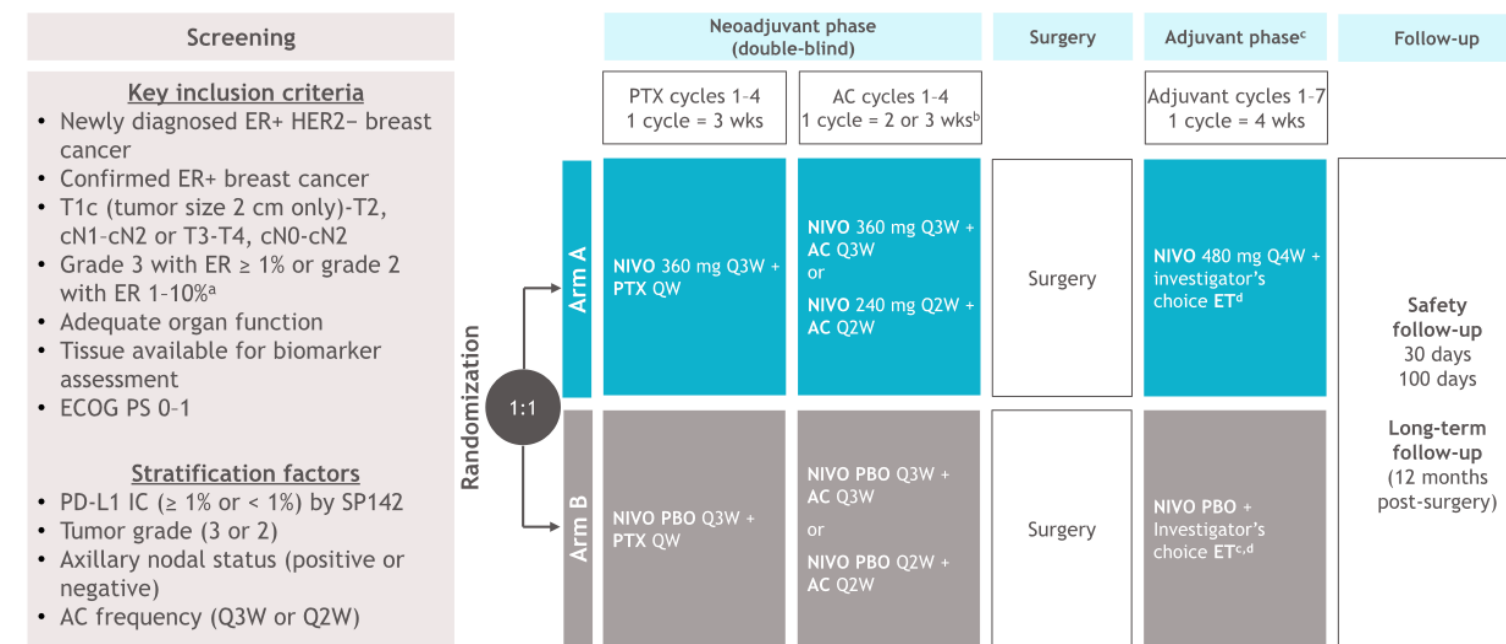 Screening
Key inclusion criteria
• Newly diagnosed ER+ HER2− breast
cancer
• Confirmed ER+ breast cancer
• T1c (tumor size 2 cm only)-T2,
cN1–cN2 or T3-T4, cN0-cN2
• Grade 3 with ER ≥ 1% or grade 2
with ER 1–10%ᵃ
• Adequate organ function
• Tissue available for biomarker
assessment
• ECOG PS 0–1
Stratification factors
• PD-L1 IC (≥ 1% or < 1%) by SP142
• Tumor grade (3 or 2)
• Axillary nodal status (positive or
negative)
• AC frequency (Q3W or Q2W)
Randomization
1:1
Neoadjuvant phase
(double-blind)
Surgery
Adjuvant phaseᶜ
Follow-up
PTX cycles 1–4
1 cycle = 3 wks
AC cycles 1–4
1 cycle = 2 or 3 wksᵇ
Adjuvant cycles 1–7
1 cycle = 4 wks
Arm A
NIVO 360 mg Q3W +
PTX QW
NIVO 360 mg Q3W +
AC Q3W
or
NIVO 240 mg Q2W +
AC Q2W
Surgery
NIVO 480 mg Q4W +
investigator's
choice ETᵈ
Arm B
NIVO PBO Q3W +
PTX QW
NIVO PBO Q3W +
AC Q3W
or
NIVO PBO Q2W +
AC Q2W
Surgery
NIVO PBO +
Investigator's
choice ETᶜ,ᵈ
Safety
follow-up
30 days
100 days
Long-term
follow-up
(12 months
post-surgery)